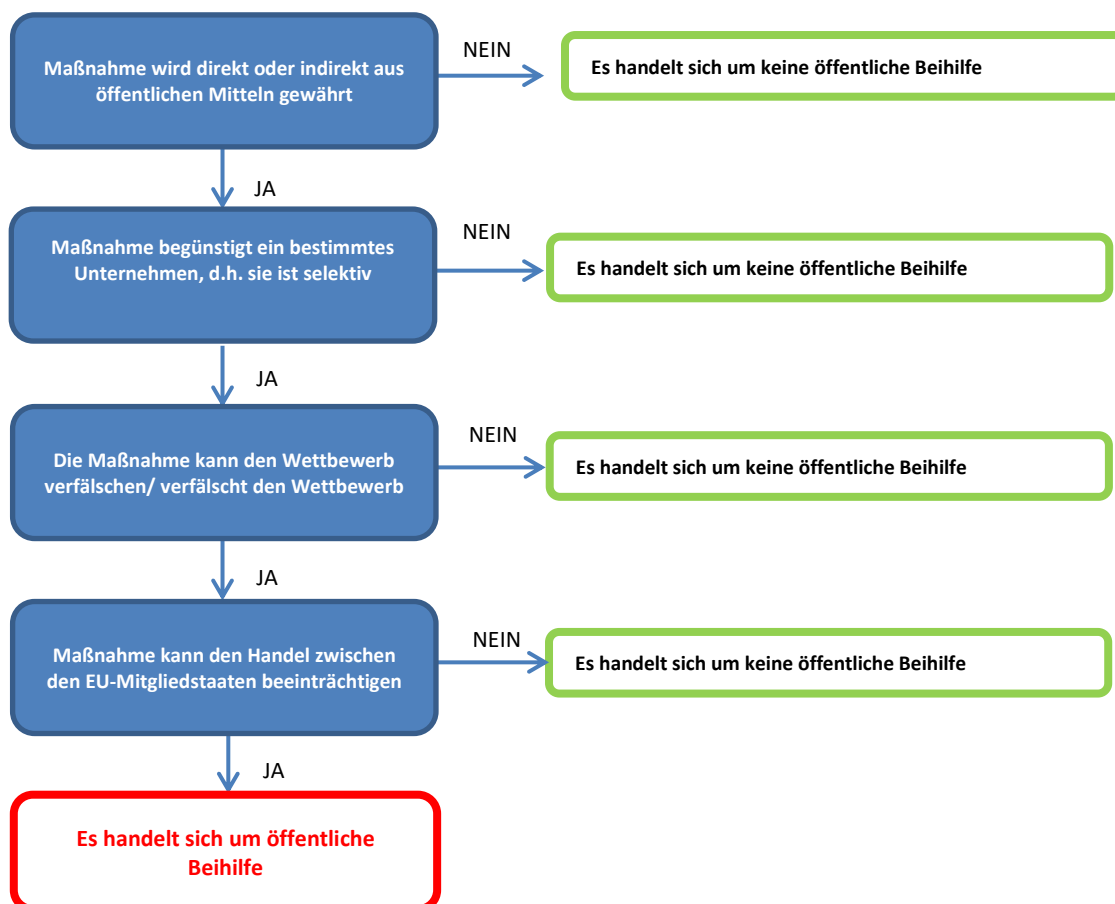 Maßnahme wird direkt oder indirekt aus
öffentlichen Mitteln gewährt
NEIN
Es handelt sich um keine öffentliche Beihilfe
JA
Maßnahme begünstigt ein bestimmtes
Unternehmen, d.h. sie ist selektiv
NEIN
Es handelt sich um keine öffentliche Beihilfe
JA
Die Maßnahme kann den Wettbewerb
verfälschen/ verfälscht den Wettbewerb
NEIN
Es handelt sich um keine öffentliche Beihilfe
JA
Maßnahme kann den Handel zwischen
den EU-Mitgliedstaaten beeinträchtigen
NEIN
Es handelt sich um keine öffentliche Beihilfe
JA
Es handelt sich um öffentliche
Beihilfe